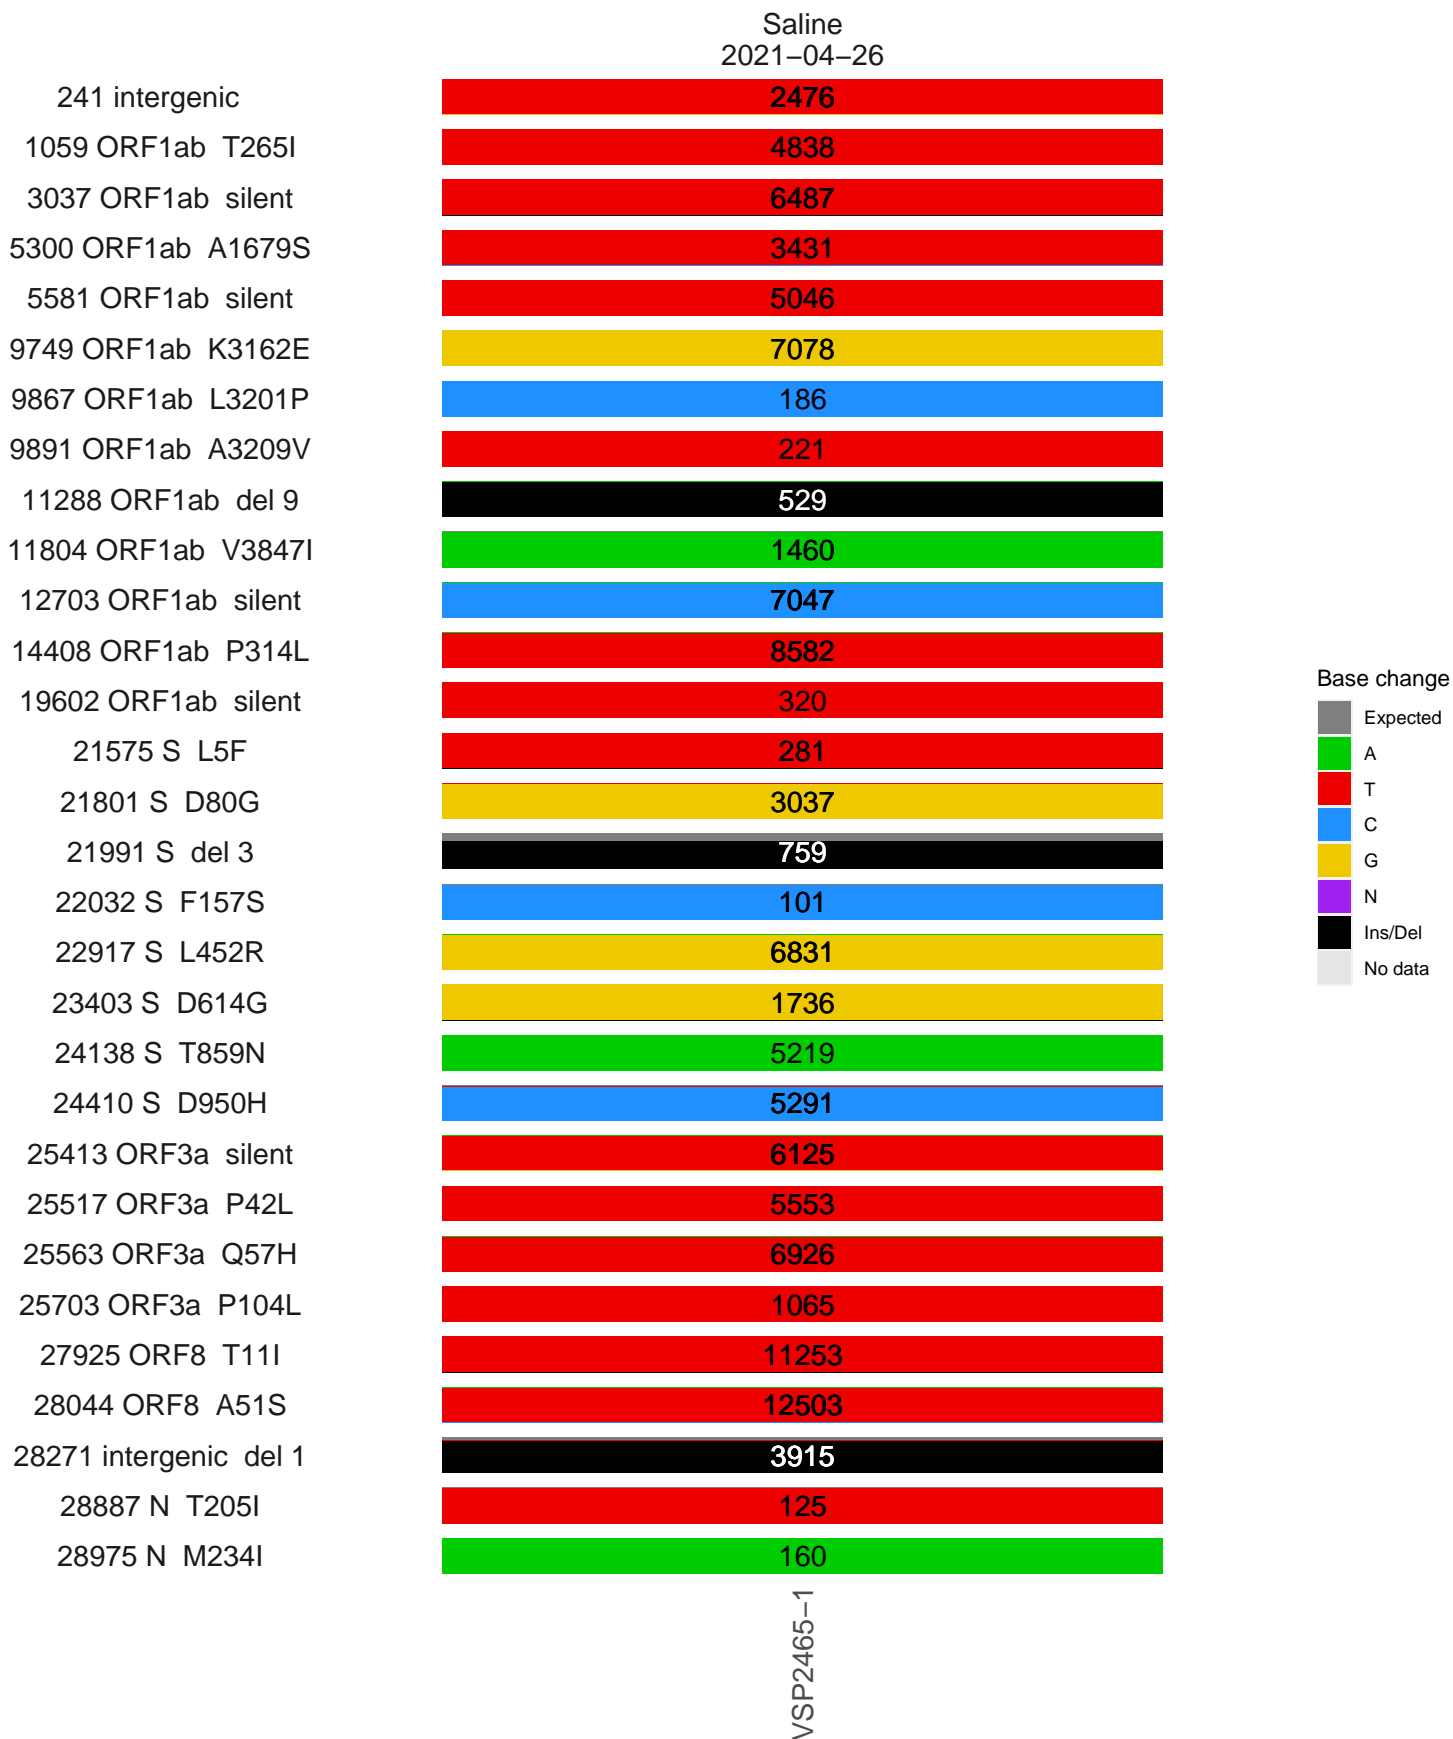 Saline
2021−04−26
241 intergenic 2476
1059 ORF1ab T265I 4838
3037 ORF1ab silent 6487
5300 ORF1ab A1679S 3431
5581 ORF1ab silent 5046
9749 ORF1ab K3162E 7078
9867 ORF1ab L3201P 186
9891 ORF1ab A3209V 221
11288 ORF1ab del 9 529
11804 ORF1ab V3847I 1460
12703 ORF1ab silent 7047
14408 ORF1ab P314L 8582
19602 ORF1ab silent 320
21575 S L5F 281
21801 S D80G 3037
21991 S del 3 759
22032 S F157S 101
22917 S L452R 6831
23403 S D614G 1736
24138 S T859N 5219
24410 S D950H 5291
25413 ORF3a silent 6125
25517 ORF3a P42L 5553
25563 ORF3a Q57H 6926
25703 ORF3a P104L 1065
27925 ORF8 T11I 11253
28044 ORF8 A51S 12503
28271 intergenic del 1 3915
28887 N T205I 125
28975 N M234I 160
VSP2465−1
Base change
Expected
A
T
C
G
N
Ins/Del
No data